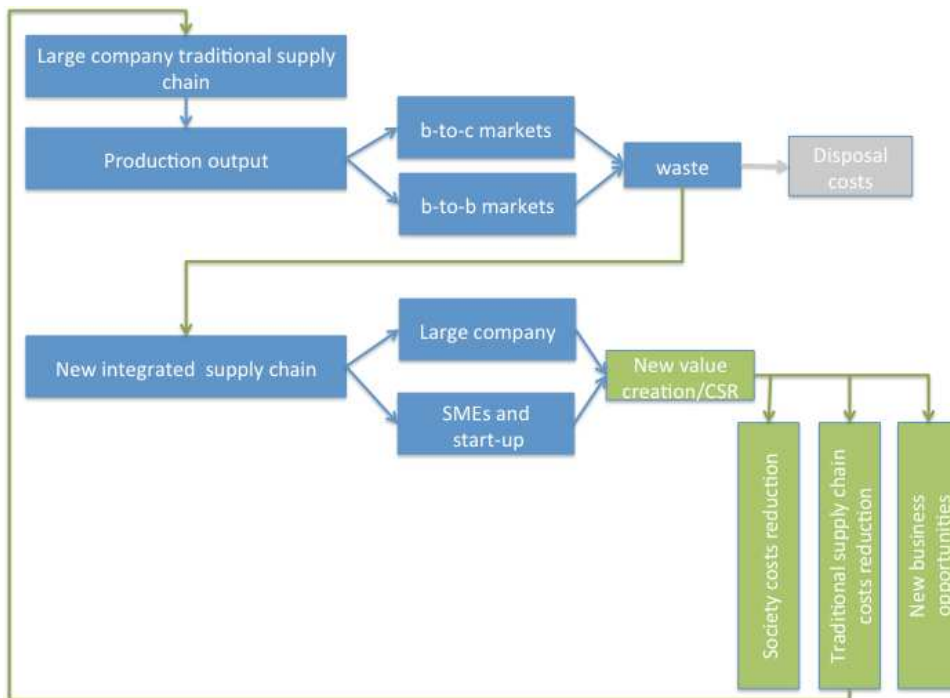 Large company traditional supply
chain
Production output
b-to-c markets
b-to-b markets
waste
Disposal
costs
New integrated supply chain
Large company
SMEs and
start-up
New value
creation/CSR
Society costs reduction
Traditional supply chain
costs reduction
New business
opportunities